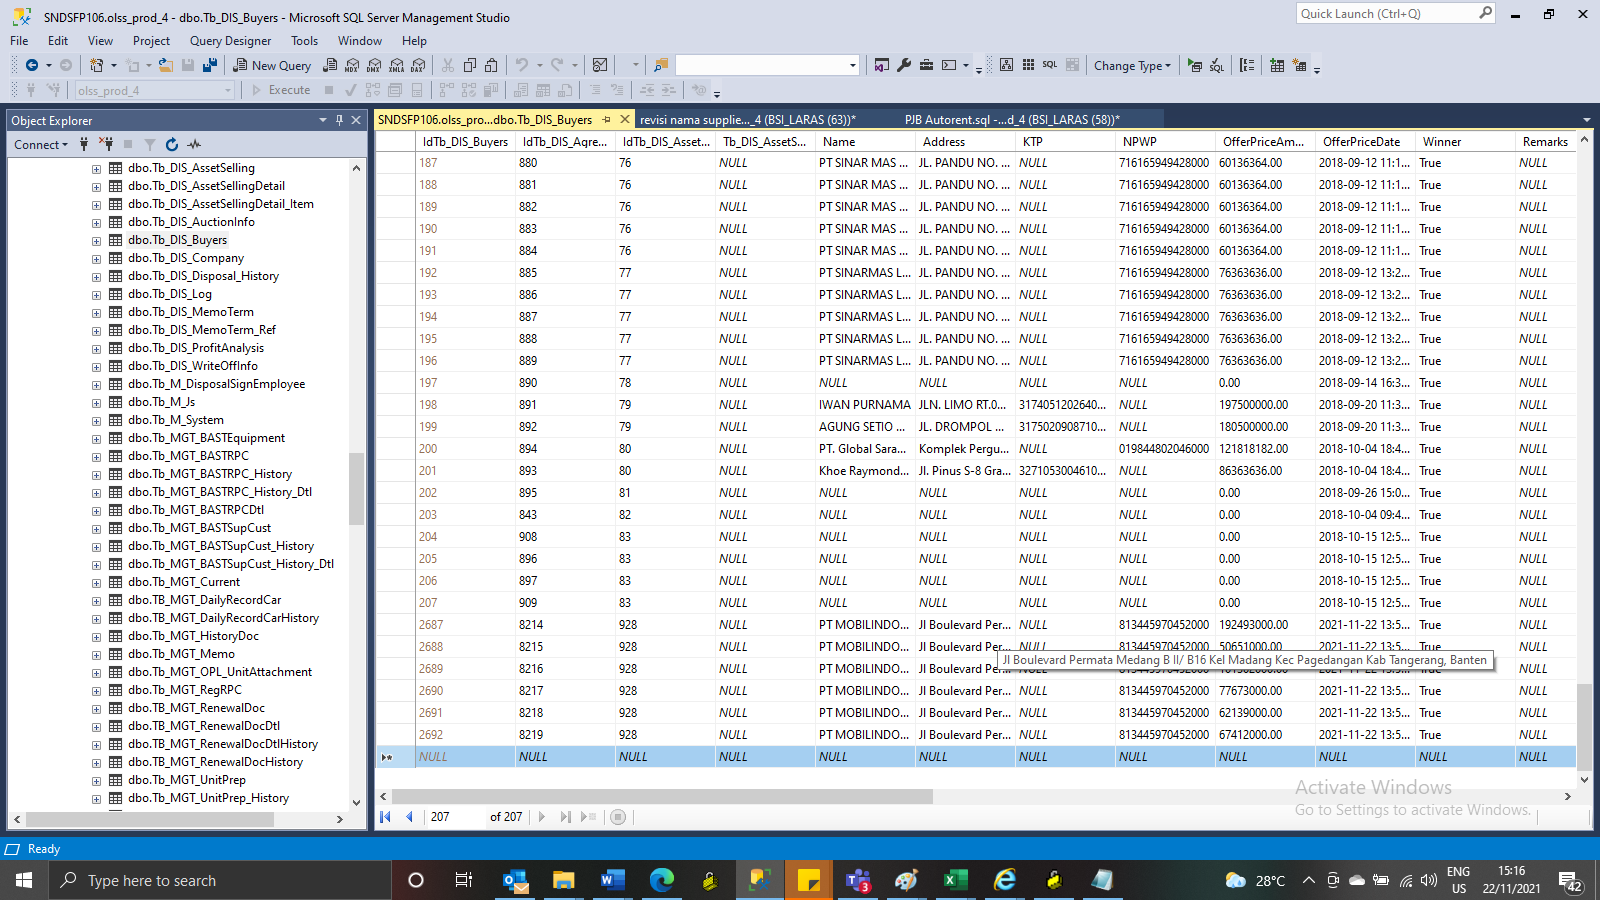 SNDSFP106.olss_prod_4 - dbo.Tb_DIS_Buyers - Microsoft SQL Server Management Studio
Quick Launch (Ctrl+Q)
File Edit View Project Query Designer Tools Window Help
New Query MDX DMX XMLA DAX SQL Change Type SQL
olss_prod_4 Execute
Object Explorer
SNDSFP106.olss_pro...dbo.Tb_DIS_Buyers revisi nama supplie..._4 (BSI_LARAS (63))* PJB Autorent.sql -...d_4 (BSI_LARAS (58))*
Connect
dbo.Tb_DIS_AssetSelling
dbo.Tb_DIS_AssetSellingDetail
dbo.Tb_DIS_AssetSellingDetail_Item
dbo.Tb_DIS_AuctionInfo
dbo.Tb_DIS_Buyers
dbo.Tb_DIS_Company
dbo.Tb_DIS_Disposal_History
dbo.Tb_DIS_Log
dbo.Tb_DIS_MemoTerm
dbo.Tb_DIS_MemoTerm_Ref
dbo.Tb_DIS_ProfitAnalysis
dbo.Tb_DIS_WriteOffInfo
dbo.Tb_M_DisposalSignEmployee
dbo.Tb_M_Js
dbo.Tb_M_System
dbo.Tb_MGT_BASTEquipment
dbo.Tb_MGT_BASTRPC
dbo.Tb_MGT_BASTRPC_History
dbo.Tb_MGT_BASTRPC_History_Dtl
dbo.Tb_MGT_BASTRPCDtl
dbo.Tb_MGT_BASTSupCust
dbo.Tb_MGT_BASTSupCust_History
dbo.Tb_MGT_BASTSupCust_History_Dtl
dbo.Tb_MGT_Current
dbo.TB_MGT_DailyRecordCar
dbo.TB_MGT_DailyRecordCarHistory
dbo.Tb_MGT_HistoryDoc
dbo.Tb_MGT_Memo
dbo.Tb_MGT_OPL_UnitAttachment
dbo.Tb_MGT_RegRPC
dbo.TB_MGT_RenewalDoc
dbo.TB_MGT_RenewalDocDtl
dbo.TB_MGT_RenewalDocDtlHistory
dbo.TB_MGT_RenewalDocHistory
dbo.Tb_MGT_UnitPrep
dbo.Tb_MGT_UnitPrep_History
IdTb_DIS_Buyers IdTb_DIS_Agre... IdTb_DIS_Asset... Tb_DIS_AssetS... Name Address KTP NPWP OfferPriceAm... OfferPriceDate Winner Remarks
187 880 76 NULL PT SINAR MAS ... JL. PANDU NO. ... NULL 716165949428000 60136364.00 2018-09-12 11:1... True NULL
188 881 76 NULL PT SINAR MAS ... JL. PANDU NO. ... NULL 716165949428000 60136364.00 2018-09-12 11:1... True NULL
189 882 76 NULL PT SINAR MAS ... JL. PANDU NO. ... NULL 716165949428000 60136364.00 2018-09-12 11:1... True NULL
190 883 76 NULL PT SINAR MAS ... JL. PANDU NO. ... NULL 716165949428000 60136364.00 2018-09-12 11:1... True NULL
191 884 76 NULL PT SINAR MAS ... JL. PANDU NO. ... NULL 716165949428000 60136364.00 2018-09-12 11:1... True NULL
192 885 77 NULL PT SINARMAS L... JL. PANDU NO. ... NULL 716165949428000 76363636.00 2018-09-12 13:2... True NULL
193 886 77 NULL PT SINARMAS L... JL. PANDU NO. ... NULL 716165949428000 76363636.00 2018-09-12 13:2... True NULL
194 887 77 NULL PT SINARMAS L... JL. PANDU NO. ... NULL 716165949428000 76363636.00 2018-09-12 13:2... True NULL
195 888 77 NULL PT SINARMAS L... JL. PANDU NO. ... NULL 716165949428000 76363636.00 2018-09-12 13:2... True NULL
196 889 77 NULL PT SINARMAS L... JL. PANDU NO. ... NULL 716165949428000 76363636.00 2018-09-12 13:2... True NULL
197 890 78 NULL NULL NULL NULL NULL 0.00 2018-09-14 16:3... True NULL
198 891 79 NULL IWAN PURNAMA JLN. LIMO RT.0... 3174051202640... NULL 197500000.00 2018-09-20 11:3... True NULL
199 892 79 NULL AGUNG SETIO ... JL. DROMPOL ... 3175020908710... NULL 180500000.00 2018-09-20 11:3... True NULL
200 894 80 NULL PT. Global Sara... Komplek Pergu... NULL 019844802046000 121818182.00 2018-10-04 18:4... True NULL
201 893 80 NULL Khoe Raymond... Jl. Pinus S-8 Gra... 3271053004610... NULL 86363636.00 2018-10-04 18:4... True NULL
202 895 81 NULL NULL NULL NULL NULL 0.00 2018-09-26 15:0... True NULL
203 843 82 NULL NULL NULL NULL NULL 0.00 2018-10-04 09:4... True NULL
204 908 83 NULL NULL NULL NULL NULL 0.00 2018-10-15 12:5... True NULL
205 896 83 NULL NULL NULL NULL NULL 0.00 2018-10-15 12:5... True NULL
206 897 83 NULL NULL NULL NULL NULL 0.00 2018-10-15 12:5... True NULL
207 909 83 NULL NULL NULL NULL NULL 0.00 2018-10-15 12:5... True NULL
2687 8214 928 NULL PT MOBILINDO... Jl Boulevard Per... NULL 813445970452000 192493000.00 2021-11-22 13:5... True NULL
2688 8215 928 NULL PT MOBILINDO... Jl Boulevard Per... NULL 813445970452000 50651000.00 2021-11-22 13:5... True NULL
Jl Boulevard Permata Medang B II/ B16 Kel Madang Kec Pagedangan Kab Tangerang, Banten
2689 8216 928 NULL PT MOBILINDO... Jl Boulevard Per... NULL 813445970452000 2021-11-22 13:5... True NULL
2690 8217 928 NULL PT MOBILINDO... Jl Boulevard Per... NULL 813445970452000 77673000.00 2021-11-22 13:5... True NULL
2691 8218 928 NULL PT MOBILINDO... Jl Boulevard Per... NULL 813445970452000 62139000.00 2021-11-22 13:5... True NULL
2692 8219 928 NULL PT MOBILINDO... Jl Boulevard Per... NULL 813445970452000 67412000.00 2021-11-22 13:5... True NULL
NULL NULL NULL NULL NULL NULL NULL NULL NULL NULL NULL NULL
Activate Windows
Go to Settings to activate Windows.
207 of 207
Ready
Type here to search
3
28°C
ENG
US
15:16
22/11/2021
42